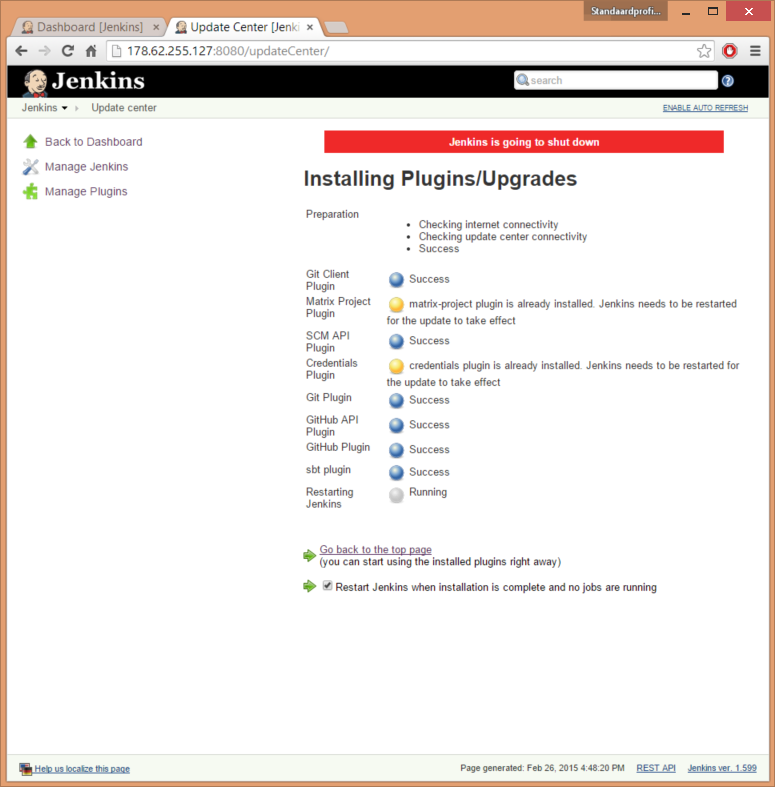 Standaardprofi...
Dashboard [Jenkins]
Update Center [Jenki
178.62.255.127:8080/updateCenter/
Jenkins
search
Jenkins
Update center
ENABLE AUTO REFRESH
Back to Dashboard
Manage Jenkins
Manage Plugins
Jenkins is going to shut down
Installing Plugins/Upgrades
Preparation
Checking internet connectivity
Checking update center connectivity
Success
Git Client
Plugin
Success
Matrix Project
Plugin
matrix-project plugin is already installed. Jenkins needs to be restarted
for the update to take effect
SCM API
Plugin
Success
Credentials
Plugin
credentials plugin is already installed. Jenkins needs to be restarted for
the update to take effect
Git Plugin
Success
GitHub API
Plugin
Success
GitHub Plugin
Success
sbt plugin
Success
Restarting
Jenkins
Running
Go back to the top page
(you can start using the installed plugins right away)
Restart Jenkins when installation is complete and no jobs are running
Help us localize this page
Page generated: Feb 26, 2015 4:48:20 PM
REST API
Jenkins ver. 1.599